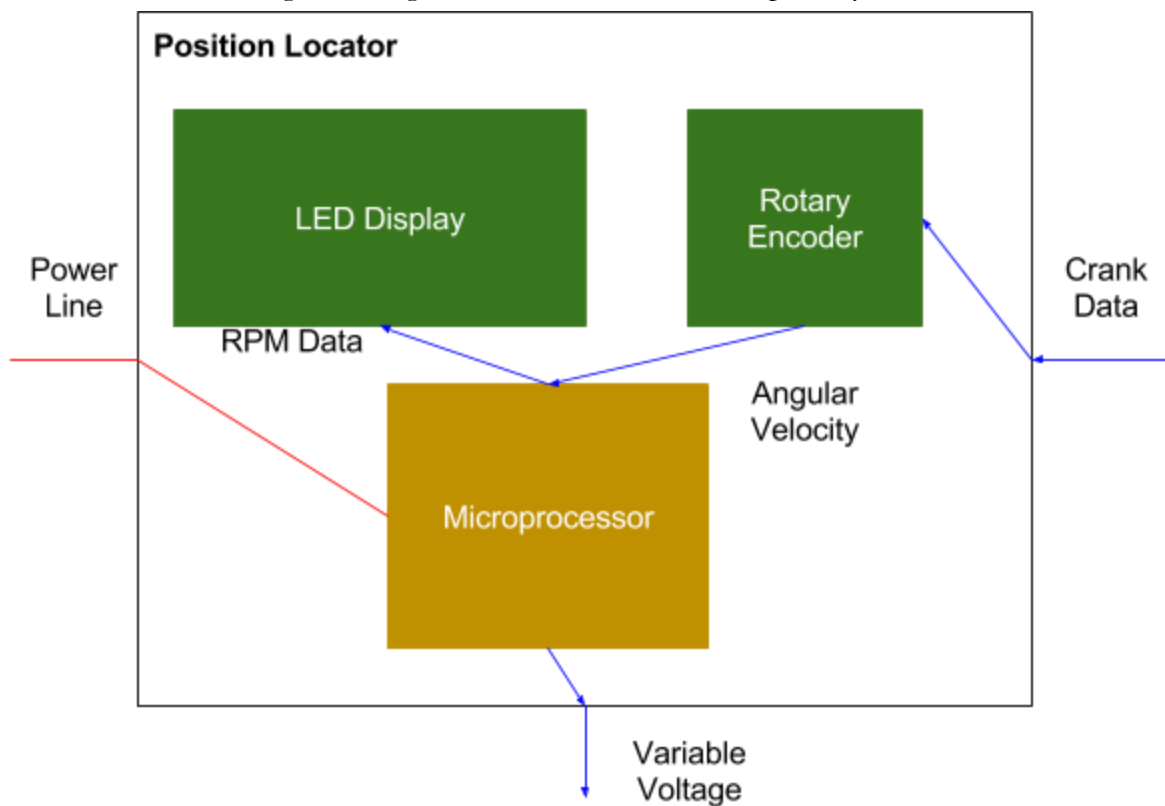 Position Locator
LED Display
Rotary
Encoder
Power
Line
Crank
Data
RPM Data
Angular
Velocity
Microprocessor
Variable
Voltage